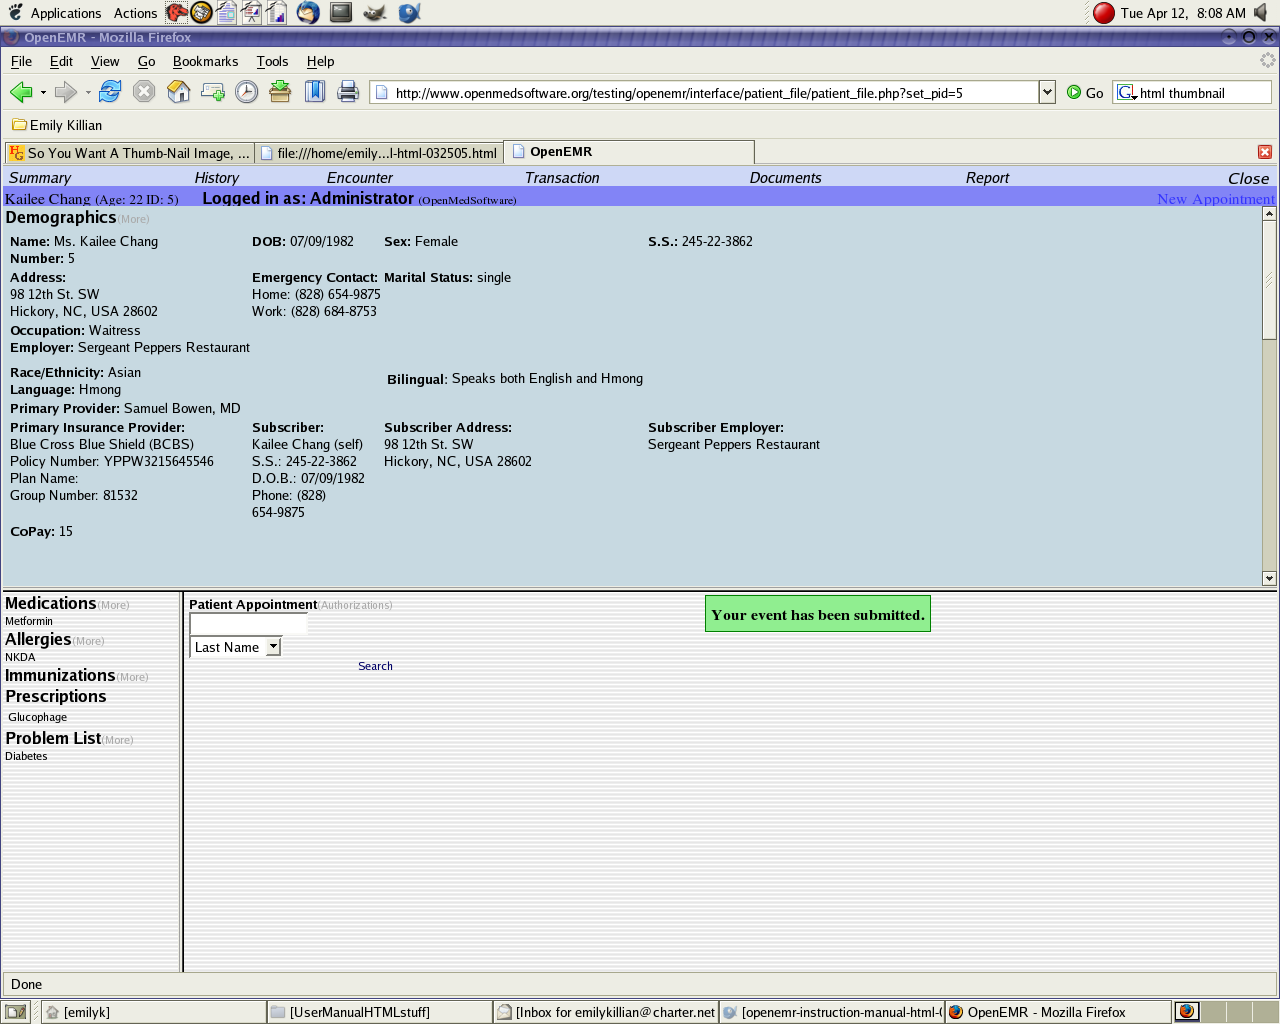 Applications Actions Tue Apr 12, 8:08 AM
OpenEMR - Mozilla Firefox
File Edit View Go Bookmarks Tools Help
http://www.openmedsoftware.org/testing/openemr/interface/patient_file/patient_file.php?set_pid=5 Go html thumbnail
Emily Killian
So You Want A Thumb-Nail Image, ... file:///home/emily...l-html-032505.html OpenEMR
Summary History Encounter Transaction Documents Report Close
Kailee Chang (Age: 22 ID: 5) Logged in as: Administrator (OpenMedSoftware) New Appointment
Demographics(More)
Name: Ms. Kailee Chang DOB: 07/09/1982 Sex: Female S.S.: 245-22-3862
Number: 5
Address: Emergency Contact: Marital Status: single
98 12th St. SW Home: (828) 654-9875
Hickory, NC, USA 28602 Work: (828) 684-8753
Occupation: Waitress
Employer: Sergeant Peppers Restaurant
Race/Ethnicity: Asian
Language: Hmong Bilingual: Speaks both English and Hmong
Primary Provider: Samuel Bowen, MD
Primary Insurance Provider: Subscriber: Subscriber Address: Subscriber Employer:
Blue Cross Blue Shield (BCBS) Kailee Chang (self) 98 12th St. SW Sergeant Peppers Restaurant
Policy Number: YPPW3215645546 S.S.: 245-22-3862 Hickory, NC, USA 28602
Plan Name: D.O.B.: 07/09/1982
Group Number: 81532 Phone: (828)
654-9875
CoPay: 15
Medications(More)
Metformin
Allergies(More)
NKDA
Immunizations(More)
Prescriptions
Glucophage
Problem List(More)
Diabetes
Patient Appointment(Authorizations)
Last Name
Search
Your event has been submitted.
Done
[emilyk] [UserManualHTMLstuff] [Inbox for emilykillian@charter.net [openemr-instruction-manual-html-( OpenEMR - Mozilla Firefox